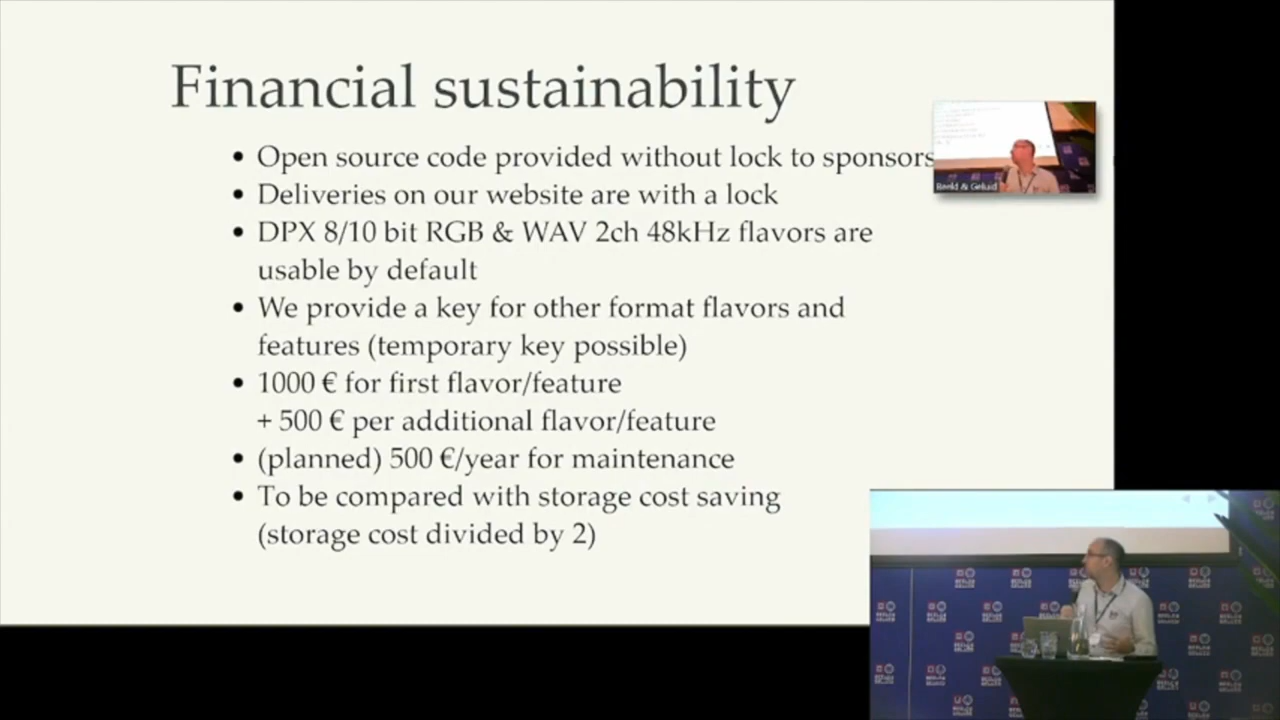 Financial sustainability
• Open source code provided without lock to sponsors
• Deliveries on our website are with a lock
• DPX 8/10 bit RGB & WAV 2ch 48kHz flavors are
usable by default
• We provide a key for other format flavors and
features (temporary key possible)
• 1000 € for first flavor/feature
+ 500 € per additional flavor/feature
• (planned) 500 €/year for maintenance
• To be compared with storage cost saving
(storage cost divided by 2)
Beeld & Geluid